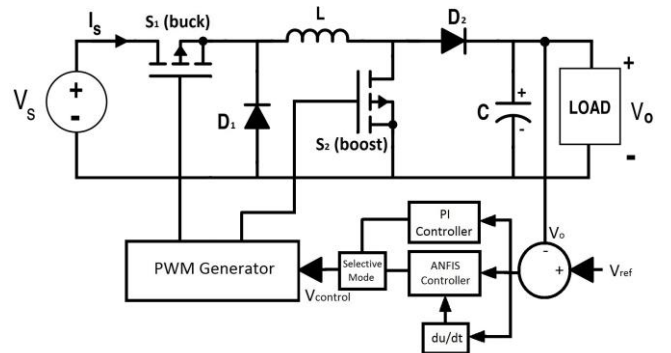 S1 (buck)
L
D2
Is
+
Vs
-
D1
S2 (boost)
+
C
-
LOAD
+
Vo
-
PI
Controller
Vo
-
+
Vref
PWM Generator
Vcontrol
Selective
Mode
ANFIS
Controller
du/dt